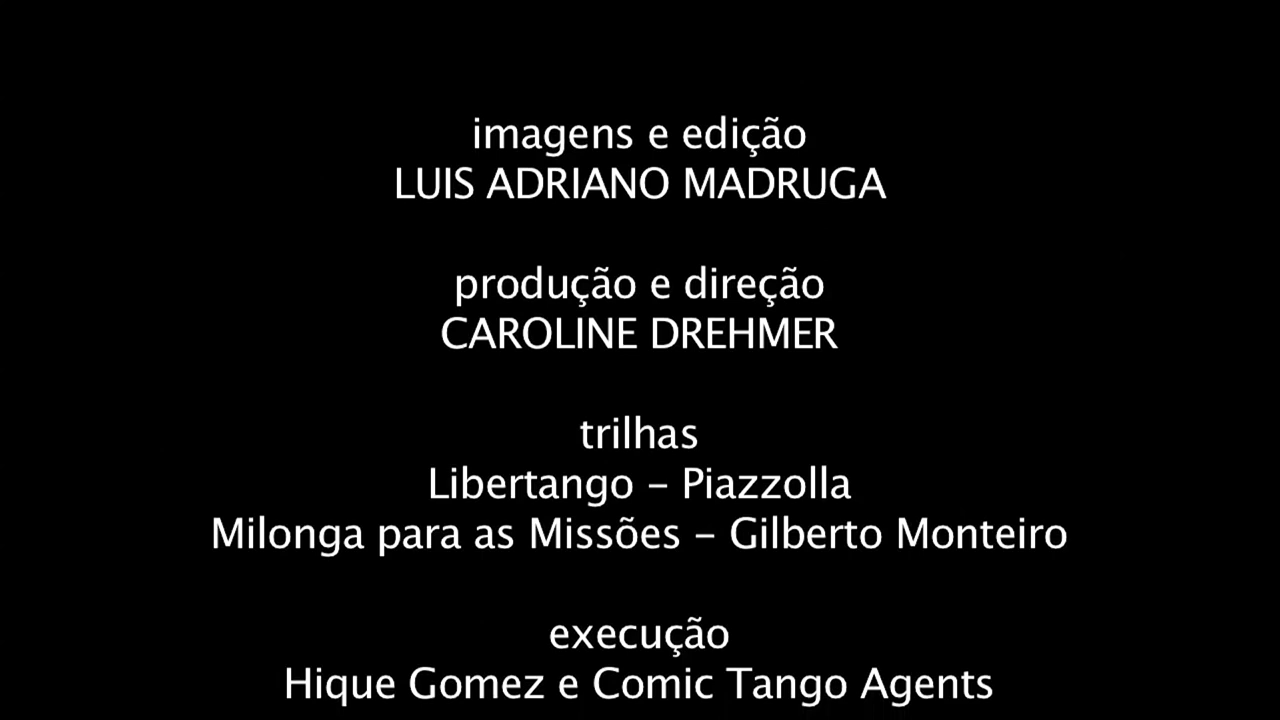 imagens e edição
LUIS ADRIANO MADRUGA
produção e direção
CAROLINE DREHMER
trilhas
Libertango – Piazzolla
Milonga para as Missões – Gilberto Monteiro
execução
Hique Gomez e Comic Tango Agents